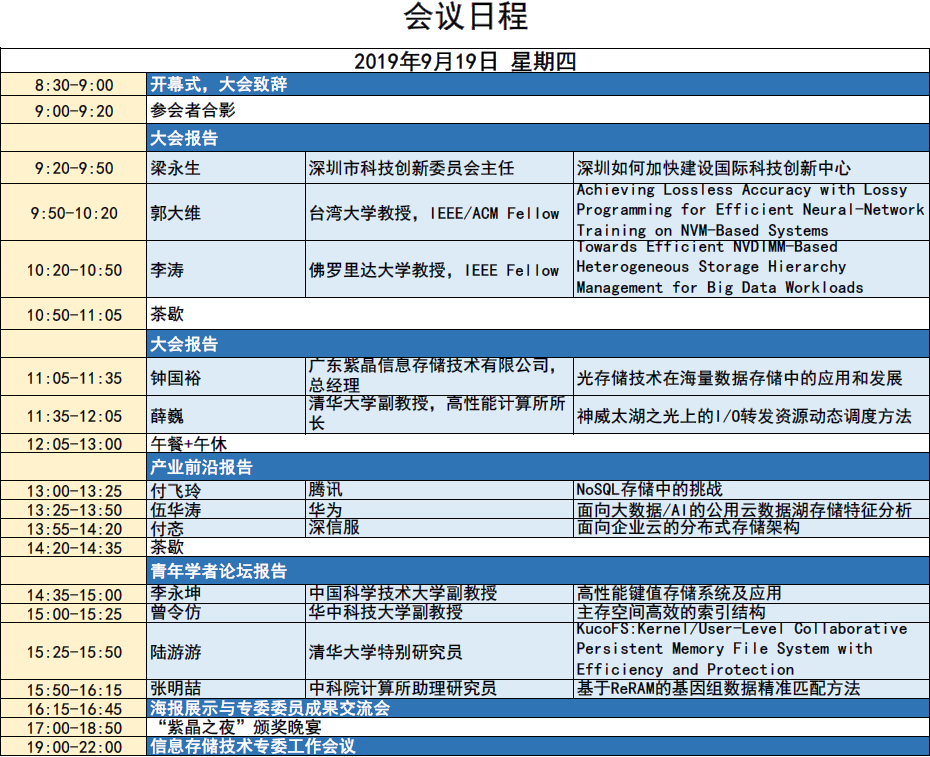 会议日程
2019年9月19日 星期四
8:30-9:00 开幕式，大会致辞
9:00-9:20 参会者合影
大会报告
9:20-9:50 梁永生 深圳市科技创新委员会主任 深圳如何加快建设国际科技创新中心
9:50-10:20 郭大维 台湾大学教授，IEEE/ACM Fellow Achieving Lossless Accuracy with Lossy
Programming for Efficient Neural-Network
Training on NVM-Based Systems
10:20-10:50 李涛 佛罗里达大学教授，IEEE Fellow Towards Efficient NVDIMM-Based
Heterogeneous Storage Hierarchy
Management for Big Data Workloads
10:50-11:05 茶歇
大会报告
11:05-11:35 钟国裕 广东紫晶信息存储技术有限公司，
总经理 光存储技术在海量数据存储中的应用和发展
11:35-12:05 薛巍 清华大学副教授，高性能计算所所
长 神威太湖之光上的I/O转发资源动态调度方法
12:05-13:00 午餐+午休
产业前沿报告
13:00-13:25 付飞玲 腾讯 NoSQL存储中的挑战
13:25-13:50 伍华涛 华为 面向大数据/AI的公用云数据湖存储特征分析
13:55-14:20 付忞 深信服 面向企业云的分布式存储架构
14:20-14:35 茶歇
青年学者论坛报告
14:35-15:00 李永坤 中国科学技术大学副教授 高性能键值存储系统及应用
15:00-15:25 曾令仿 华中科技大学副教授 主存空间高效的索引结构
15:25-15:50 陆游游 清华大学特别研究员 KucoFS:Kernel/User-Level Collaborative
Persistent Memory File System with
Efficiency and Protection
15:50-16:15 张明喆 中科院计算所助理研究员 基于ReRAM的基因组数据精准匹配方法
16:15-16:45 海报展示与专委委员成果交流会
17:00-18:50 “紫晶之夜”颁奖晚宴
19:00-22:00 信息存储技术专委工作会议